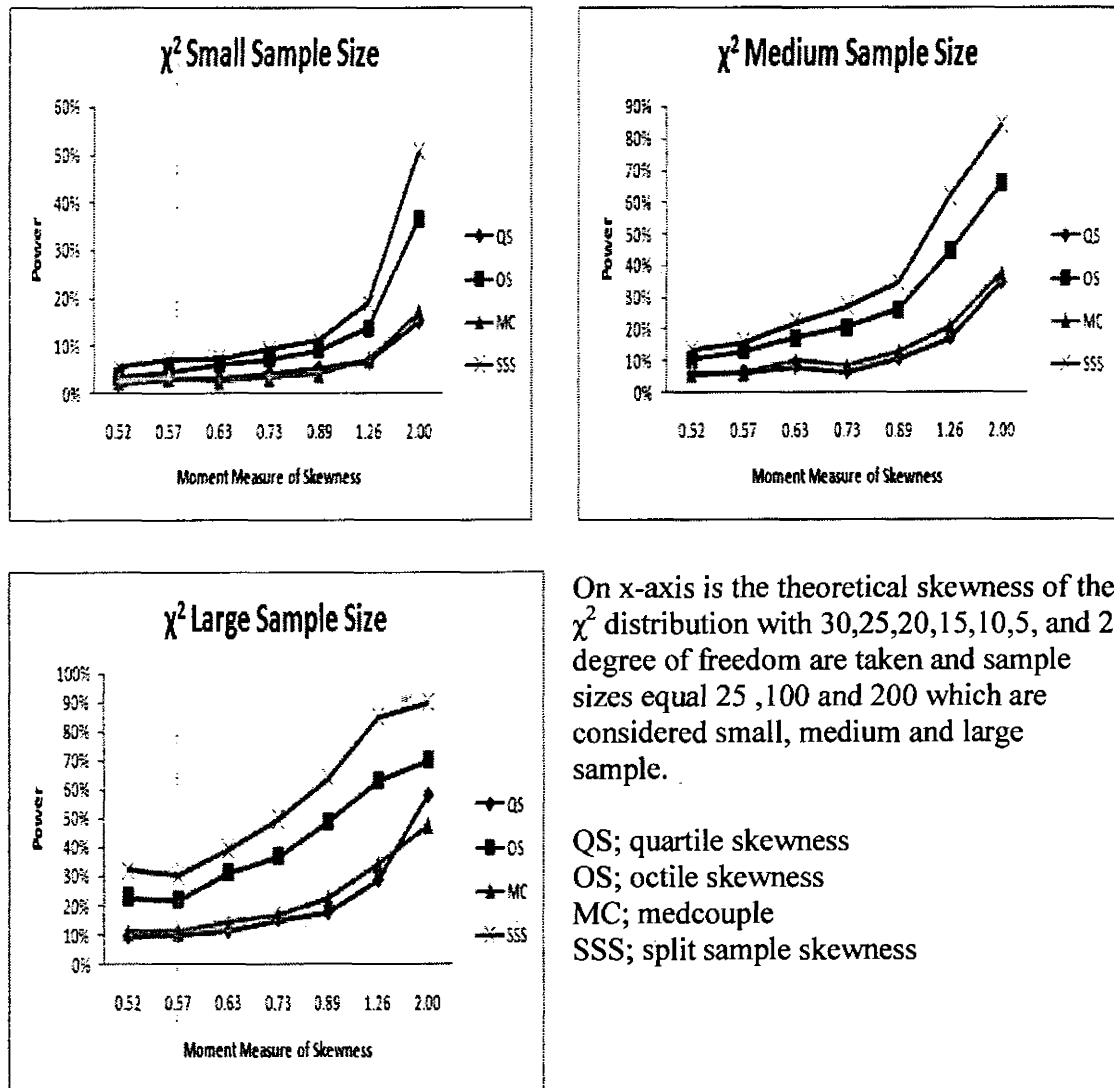 χ² Small Sample Size
60%
50%
40%
30%
20%
10%
0%
Power
0.52 0.57 0.63 0.73 0.89 1.26 2.00
Moment Measure of Skewness
QS
OS
MC
SSS
χ² Medium Sample Size
90%
80%
70%
60%
50%
40%
30%
20%
10%
0%
Power
0.52 0.57 0.63 0.73 0.89 1.26 2.00
Moment Measure of Skewness
QS
OS
MC
SSS
χ² Large Sample Size
100%
90%
80%
70%
60%
50%
40%
30%
20%
10%
0%
Power
0.52 0.57 0.63 0.73 0.89 1.26 2.00
Moment Measure of Skewness
QS
OS
MC
SSS
On x-axis is the theoretical skewness of the
χ² distribution with 30,25,20,15,10,5, and 2
degree of freedom are taken and sample
sizes equal 25 ,100 and 200 which are
considered small, medium and large
sample.
QS; quartile skewness
OS; octile skewness
MC; medcouple
SSS; split sample skewness